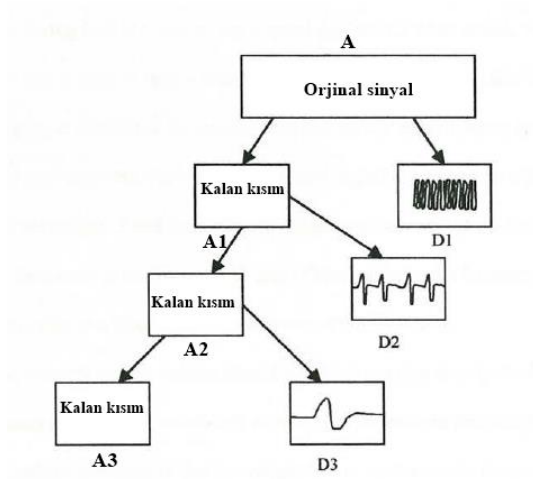 A
Orjinal sinyal
Kalan kısım
D1
A1
Kalan kısım
D2
A2
Kalan kısım
A3
D3